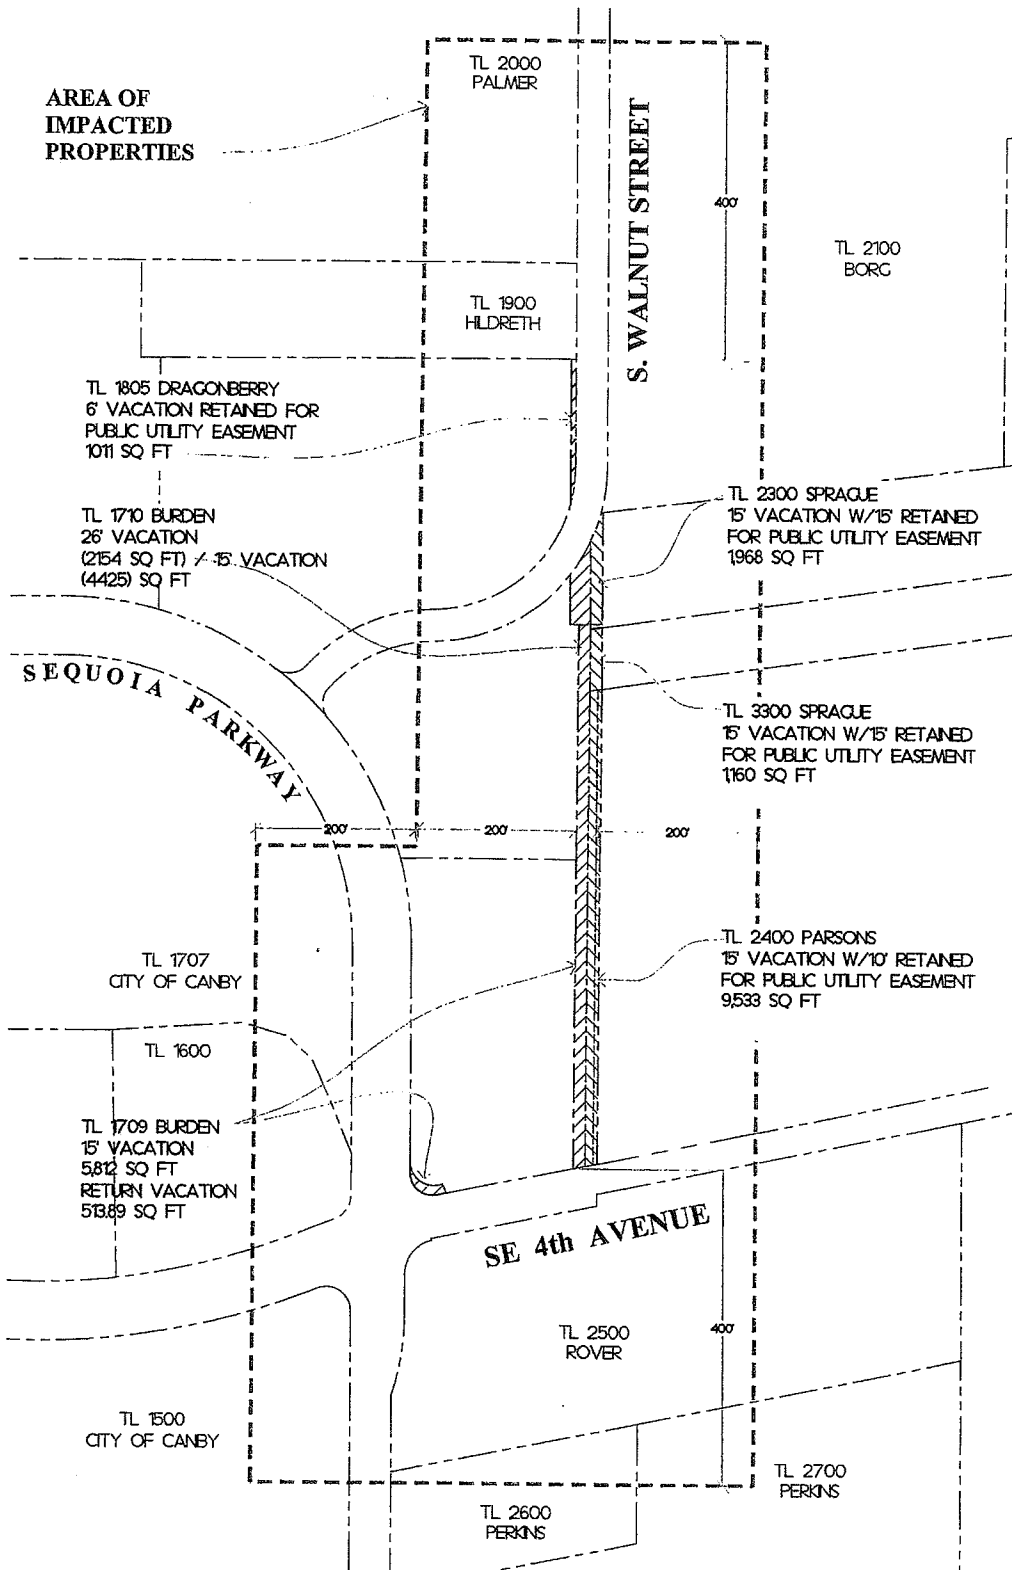 TL 2000
PALMER
AREA OF
IMPACTED
PROPERTIES
S. WALNUT STREET
400'
TL 2100
BORG
TL 1900
HILDRETH
TL 1805 DRAGONBERRY
6' VACATION RETAINED FOR
PUBLIC UTILITY EASEMENT
1011 SQ FT
TL 1710 BURDEN
26' VACATION
(2154 SQ FT) / 15' VACATION
(4425) SQ FT
TL 2300 SPRAGUE
15' VACATION W/15' RETAINED
FOR PUBLIC UTILITY EASEMENT
1,968 SQ FT
SEQUOIA PARKWAY
TL 3300 SPRAGUE
15' VACATION W/15' RETAINED
FOR PUBLIC UTILITY EASEMENT
1,160 SQ FT
200'
200'
200'
TL 2400 PARSONS
15' VACATION W/10' RETAINED
FOR PUBLIC UTILITY EASEMENT
9,533 SQ FT
TL 1707
CITY OF CANBY
TL 1600
TL 1709 BURDEN
15' VACATION
5,812 SQ FT
RETURN VACATION
513.89 SQ FT
SE 4th AVENUE
TL 2500
ROVER
400'
TL 1500
CITY OF CANBY
TL 2600
PERKINS
TL 2700
PERKINS